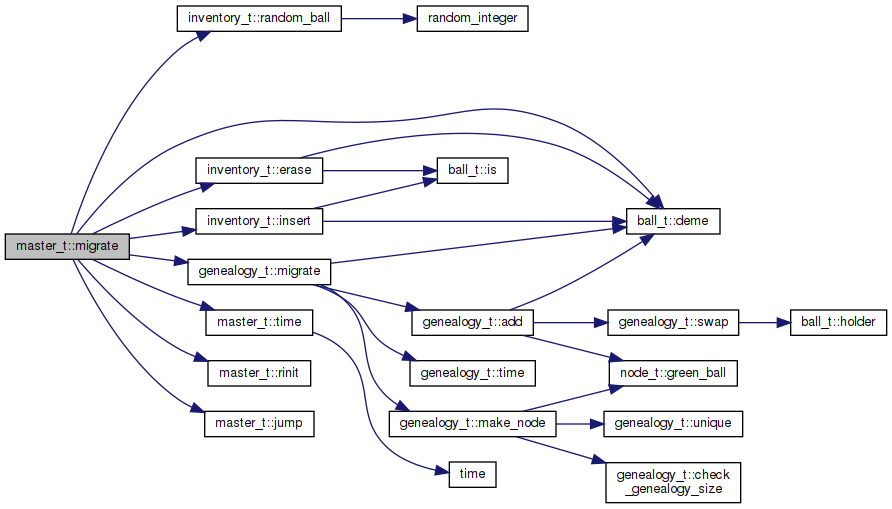 inventory_t::random_ball
random_integer
inventory_t::erase
ball_t::is
inventory_t::insert
ball_t::deme
master_t::migrate
genealogy_t::migrate
master_t::time
genealogy_t::add
genealogy_t::swap
ball_t::holder
master_t::rinit
genealogy_t::time
node_t::green_ball
master_t::jump
genealogy_t::make_node
genealogy_t::unique
time
genealogy_t::check
_genealogy_size